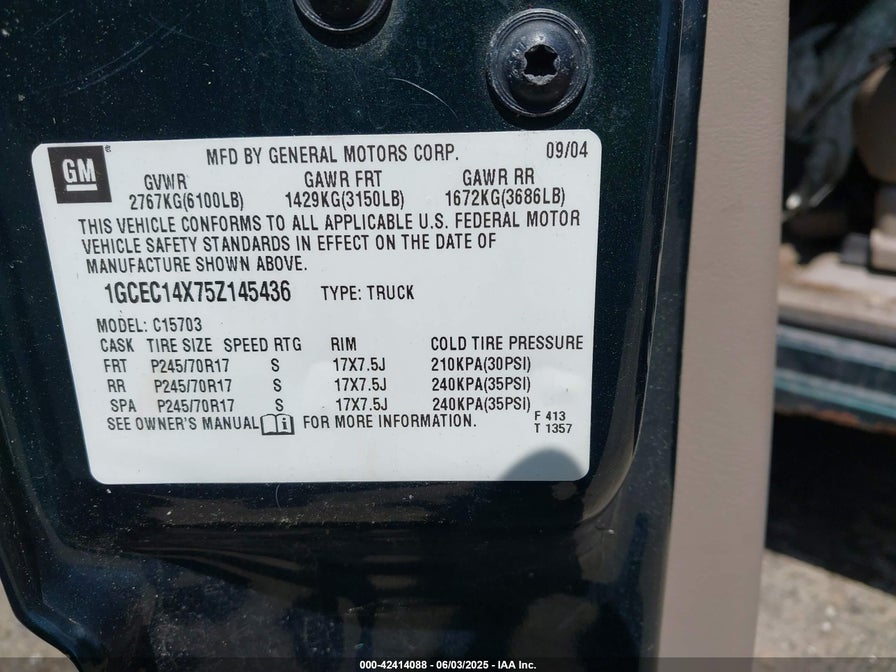 GM
MFD BY GENERAL MOTORS CORP. 09/04
GVWR GAWR FRT GAWR RR
2767KG(6100LB) 1429KG(3150LB) 1672KG(3686LB)
THIS VEHICLE CONFORMS TO ALL APPLICABLE U.S. FEDERAL MOTOR
VEHICLE SAFETY STANDARDS IN EFFECT ON THE DATE OF
MANUFACTURE SHOWN ABOVE.
1GCEC14X75Z145436 TYPE: TRUCK
MODEL: C15703
CASK TIRE SIZE SPEED RTG RIM COLD TIRE PRESSURE
FRT P245/70R17 S 17X7.5J 210KPA(30PSI)
RR P245/70R17 S 17X7.5J 240KPA(35PSI)
SPA P245/70R17 S 17X7.5J 240KPA(35PSI)
SEE OWNER'S MANUAL i FOR MORE INFORMATION.
F 413
T 1357
000-42414088 - 06/03/2025 - IAA Inc.